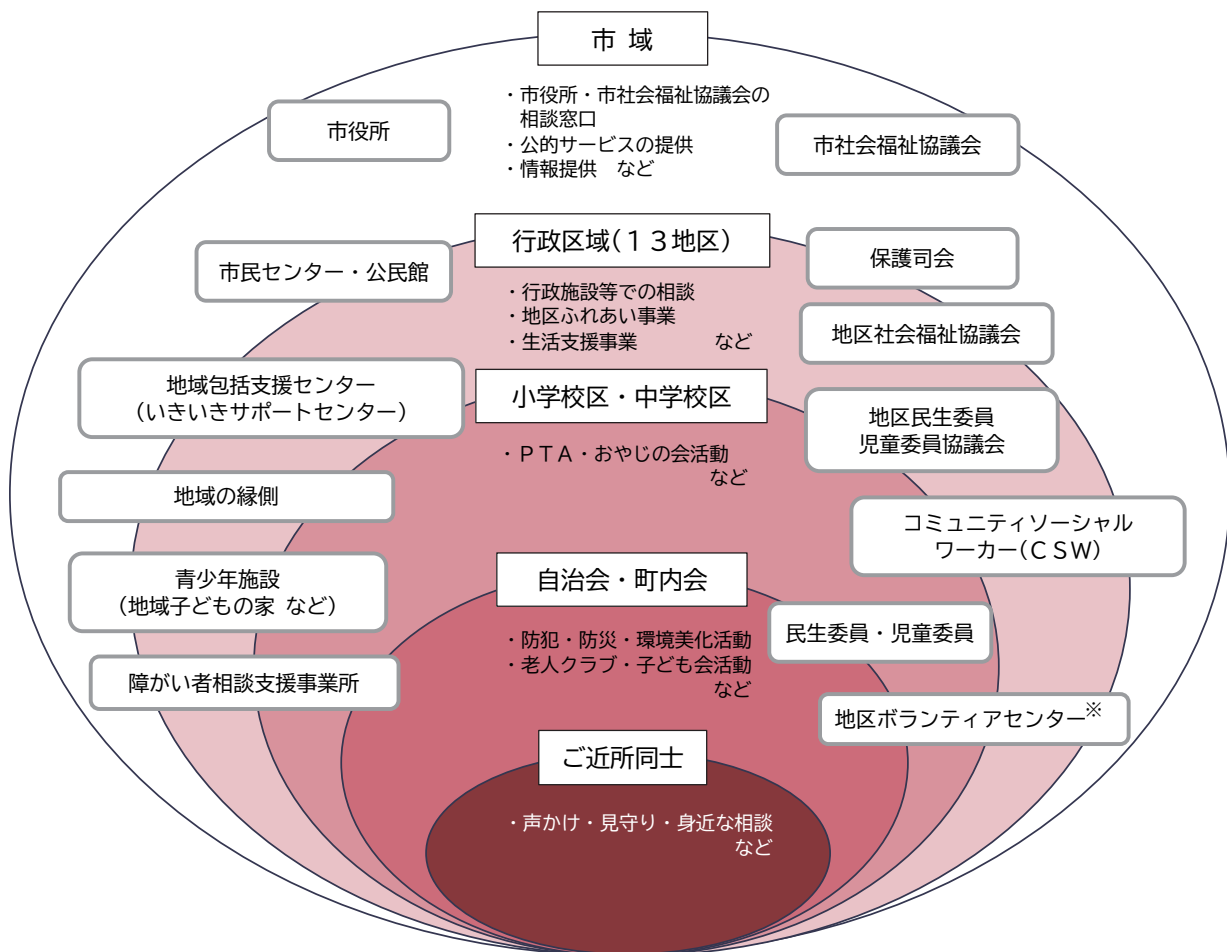 市 域
市役所
・市役所・市社会福祉協議会の
相談窓口
・公的サービスの提供
・情報提供　など
市社会福祉協議会
行政区域(１３地区)
市民センター・公民館
保護司会
・行政施設等での相談
・地区ふれあい事業
・生活支援事業　　　　など
地区社会福祉協議会
地域包括支援センター
(いきいきサポートセンター)
小学校区・中学校区
地区民生委員
児童委員協議会
・ＰＴＡ・おやじの会活動
など
地域の縁側
コミュニティソーシャル
ワーカー(ＣＳＷ)
青少年施設
(地域子どもの家 など)
自治会・町内会
・防犯・防災・環境美化活動
・老人クラブ・子ども会活動
など
民生委員・児童委員
障がい者相談支援事業所
地区ボランティアセンター※
ご近所同士
・声かけ・見守り・身近な相談
など